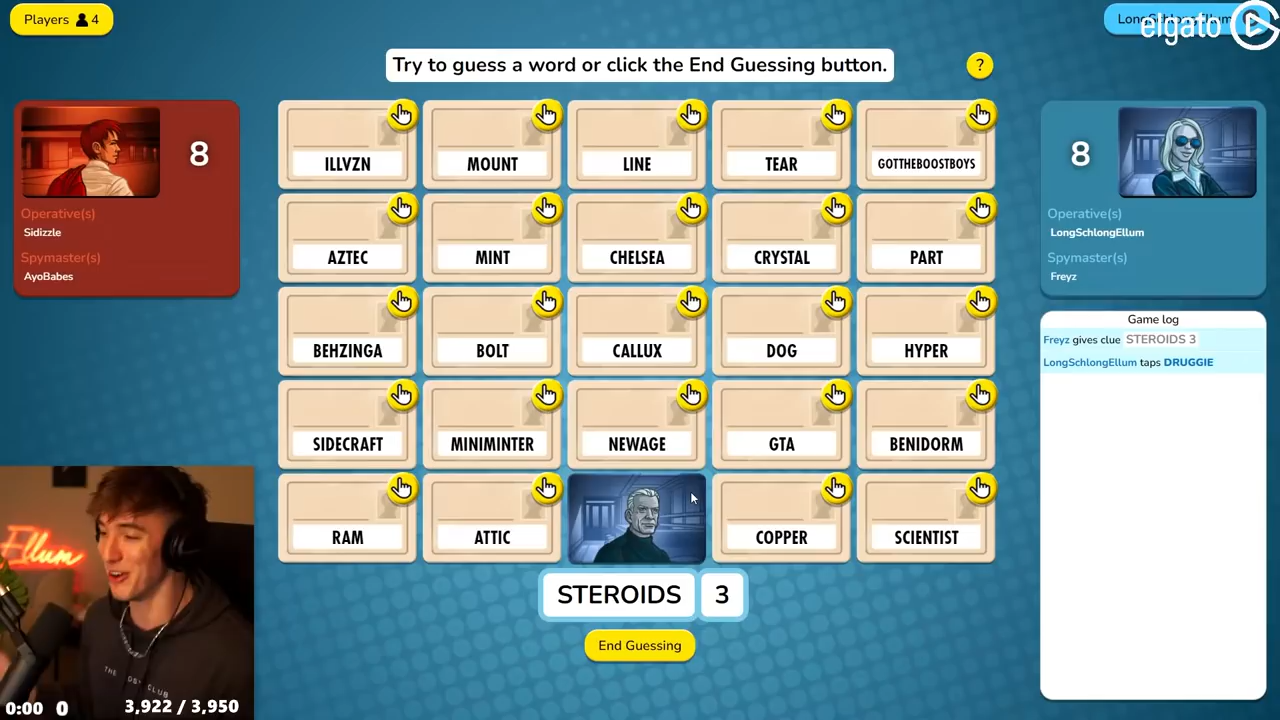 Players 4
LongSchlongEllum
elgato
Try to guess a word or click the End Guessing button.
?
8
Operative(s)
Sidizzle
Spymaster(s)
AyoBabes
ILLVZN
MOUNT
LINE
TEAR
GOTTHEBOOSTBOYS
AZTEC
MINT
CHELSEA
CRYSTAL
PART
BEHZINGA
BOLT
CALLUX
DOG
HYPER
SIDECRAFT
MINIMINTER
NEWAGE
GTA
BENIDORM
RAM
ATTIC
COPPER
SCIENTIST
8
Operative(s)
LongSchlongEllum
Spymaster(s)
Freyz
Game log
Freyz gives clue STEROIDS 3
LongSchlongEllum taps DRUGGIE
STEROIDS 3
End Guessing
Ellum
0:00 0
3,922 / 3,950